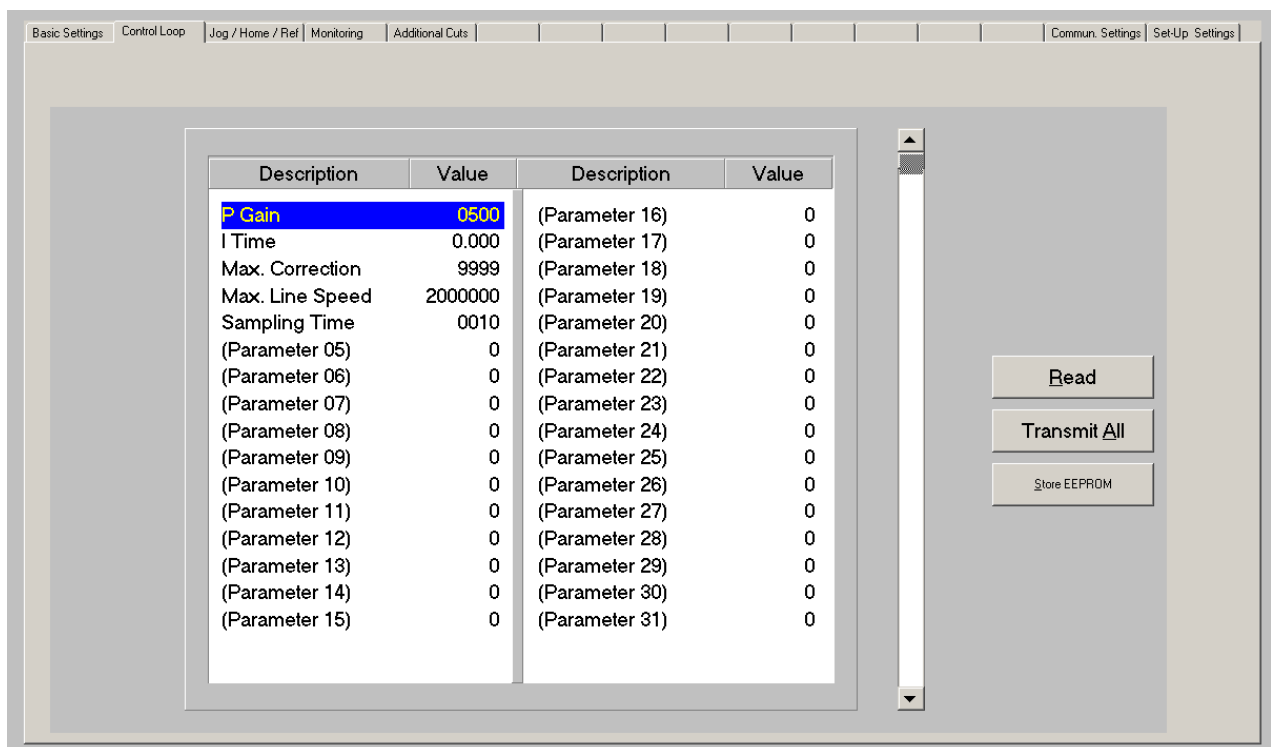 Basic Settings Control Loop Jog / Home / Ref Monitoring Additional Cuts Commun. Settings Set-Up Settings
Description Value Description Value
P Gain 0500 (Parameter 16) 0
I Time 0.000 (Parameter 17) 0
Max. Correction 9999 (Parameter 18) 0
Max. Line Speed 2000000 (Parameter 19) 0
Sampling Time 0010 (Parameter 20) 0
(Parameter 05) 0 (Parameter 21) 0
(Parameter 06) 0 (Parameter 22) 0
(Parameter 07) 0 (Parameter 23) 0
(Parameter 08) 0 (Parameter 24) 0
(Parameter 09) 0 (Parameter 25) 0
(Parameter 10) 0 (Parameter 26) 0
(Parameter 11) 0 (Parameter 27) 0
(Parameter 12) 0 (Parameter 28) 0
(Parameter 13) 0 (Parameter 29) 0
(Parameter 14) 0 (Parameter 30) 0
(Parameter 15) 0 (Parameter 31) 0
Read
Transmit All
Store EEPROM